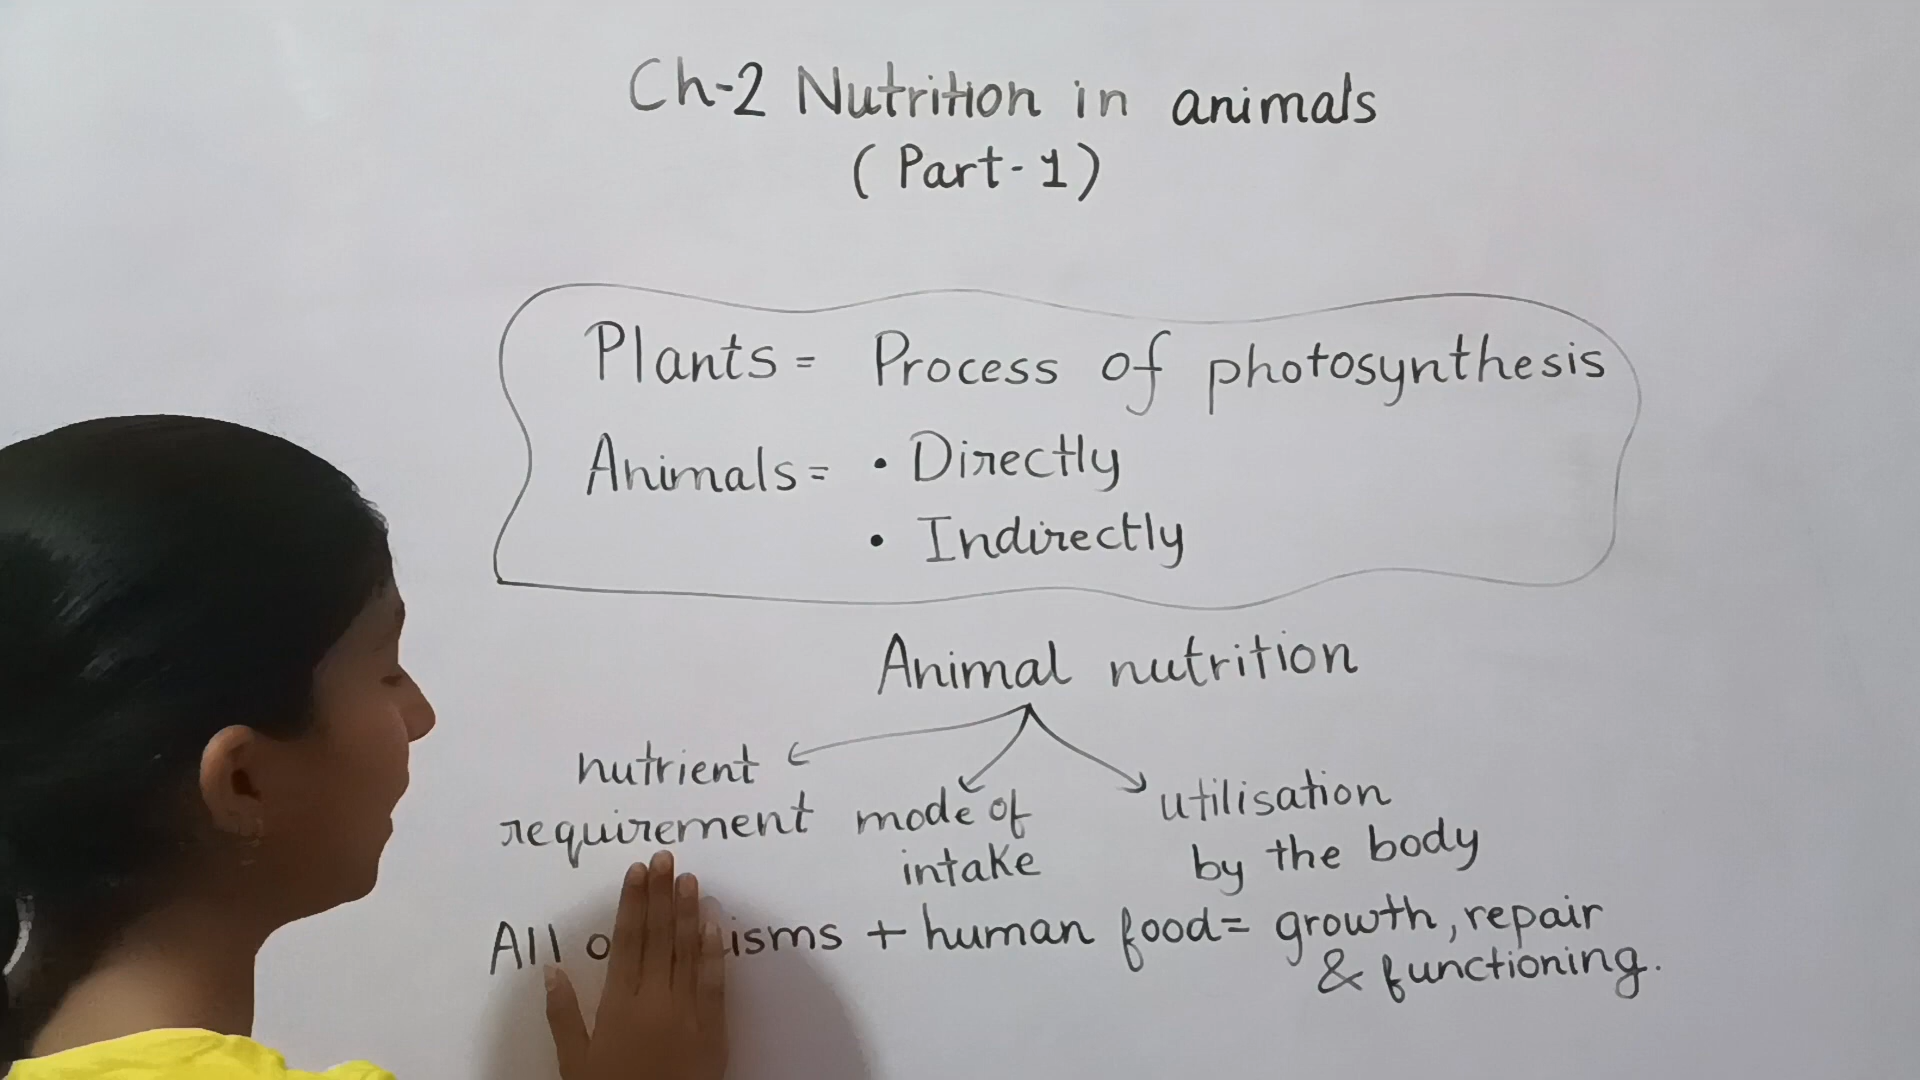 Ch-2 Nutrition in animals
(Part-1)
Plants = Process of photosynthesis
Animals = • Directly
• Indirectly
Animal nutrition
nutrient
requirement
mode of
intake
utilisation
by the body
All + human food = growth, repair
& functioning.